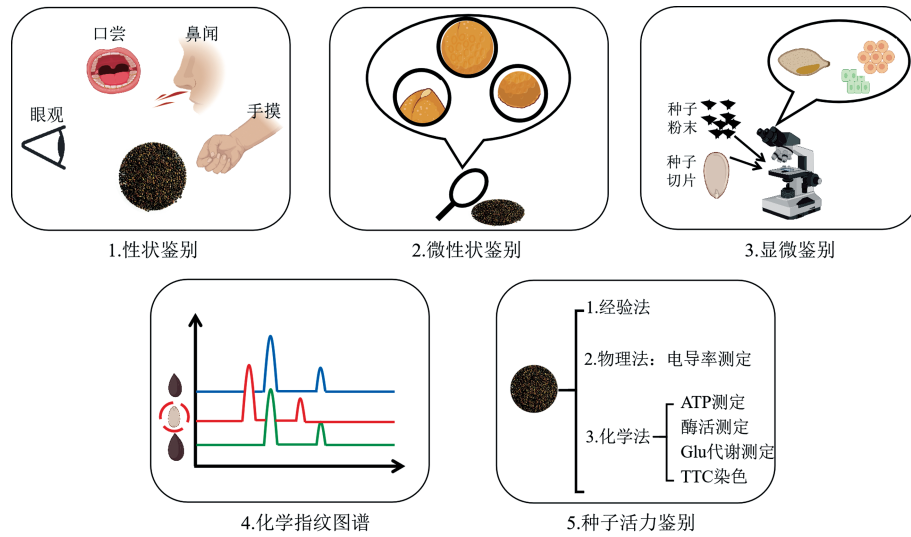 口尝
鼻闻
眼观
手摸
1.性状鉴别
2.微性状鉴别
种子
粉末
种子
切片
3.显微鉴别
4.化学指纹图谱
1.经验法
2.物理法：电导率测定
3.化学法
ATP测定
酶活测定
Glu代谢测定
TTC染色
5.种子活力鉴别